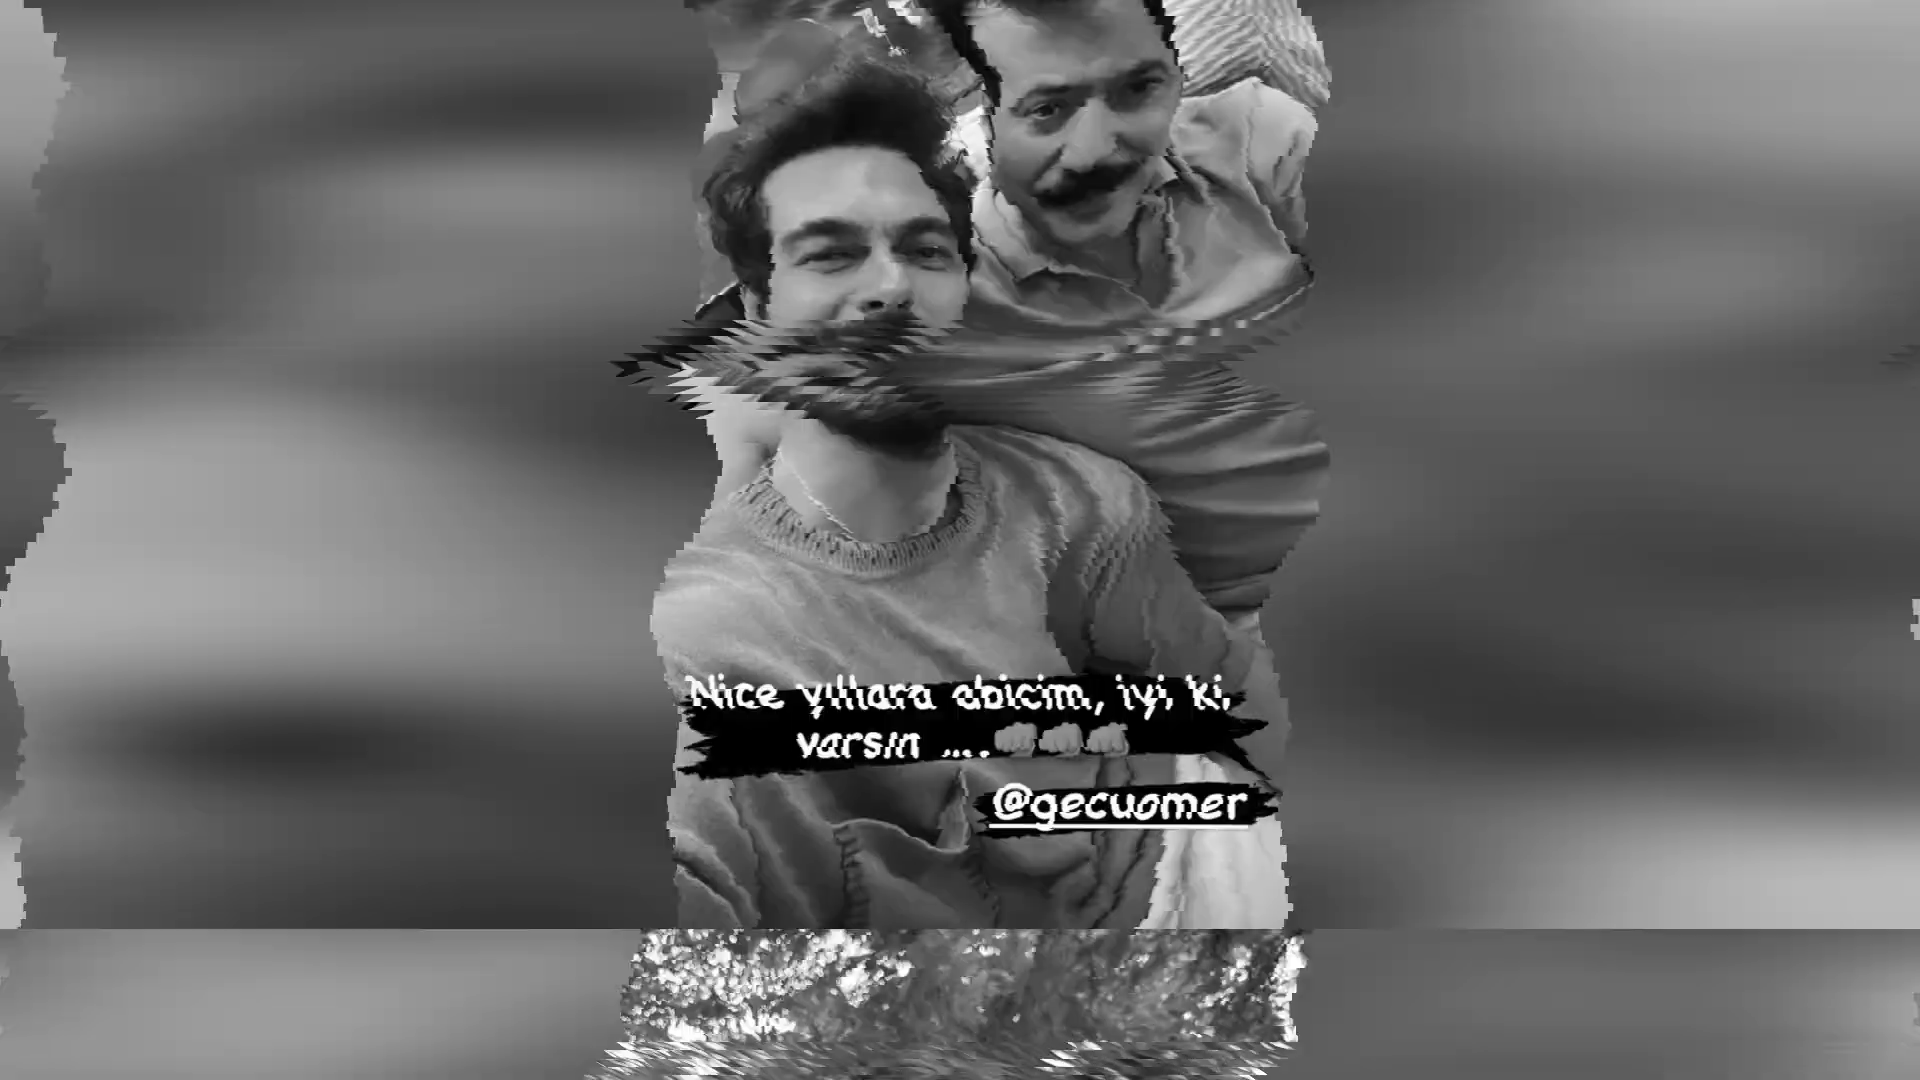 Nice yıllara abicim, iyi ki
varsın ....👊👊👊
@gecuomer